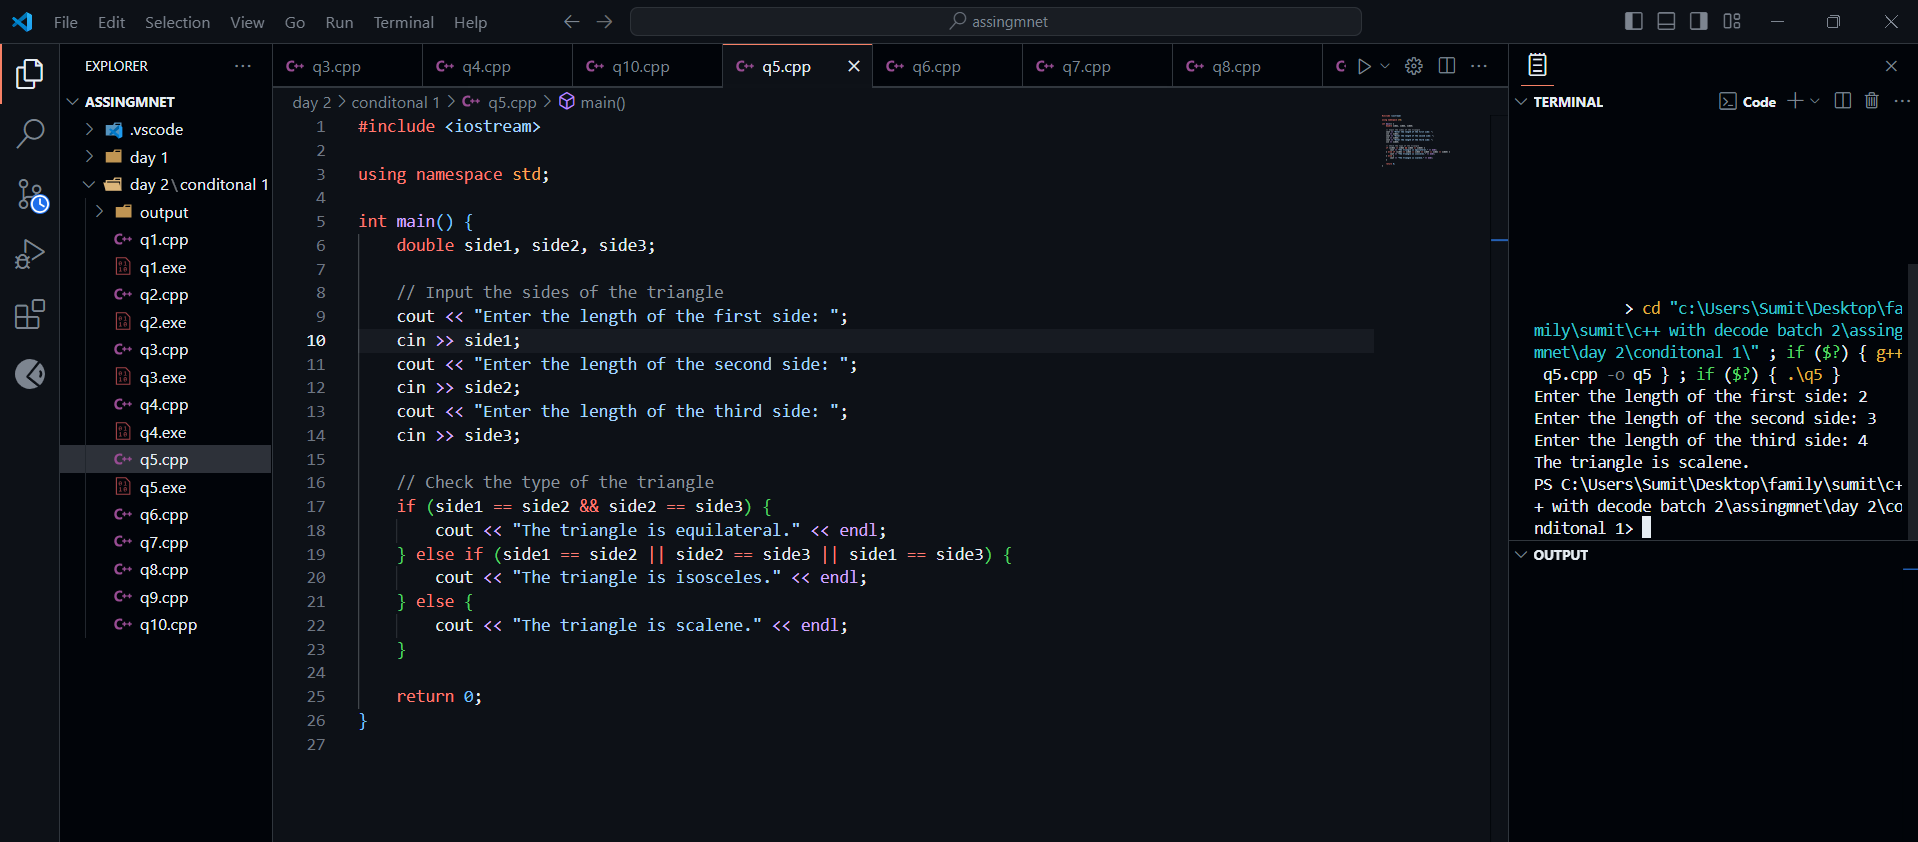 File Edit Selection View Go Run Terminal Help
assingmnet
EXPLORER
ASSINGMNET
.vscode
day 1
day 2\conditonal 1
output
q1.cpp
q1.exe
q2.cpp
q2.exe
q3.cpp
q3.exe
q4.cpp
q4.exe
q5.cpp
q5.exe
q6.cpp
q7.cpp
q8.cpp
q9.cpp
q10.cpp
q3.cpp q4.cpp q10.cpp q5.cpp q6.cpp q7.cpp q8.cpp
day 2 > conditonal 1 > q5.cpp > main()
1 #include <iostream>
2
3 using namespace std;
4
5 int main() {
6 double side1, side2, side3;
7
8 // Input the sides of the triangle
9 cout << "Enter the length of the first side: ";
10 cin >> side1;
11 cout << "Enter the length of the second side: ";
12 cin >> side2;
13 cout << "Enter the length of the third side: ";
14 cin >> side3;
15
16 // Check the type of the triangle
17 if (side1 == side2 && side2 == side3) {
18 cout << "The triangle is equilateral." << endl;
19 } else if (side1 == side2 || side2 == side3 || side1 == side3) {
20 cout << "The triangle is isosceles." << endl;
21 } else {
22 cout << "The triangle is scalene." << endl;
23 }
24
25 return 0;
26 }
27
TERMINAL
Code
> cd "c:\Users\Sumit\Desktop\fa
mily\sumit\c++ with decode batch 2\assing
mnet\day 2\conditonal 1\" ; if ($?) { g++
q5.cpp -o q5 } ; if ($?) { .\q5 }
Enter the length of the first side: 2
Enter the length of the second side: 3
Enter the length of the third side: 4
The triangle is scalene.
PS C:\Users\Sumit\Desktop\family\sumit\c+
+ with decode batch 2\assingmnet\day 2\co
nditonal 1>
OUTPUT